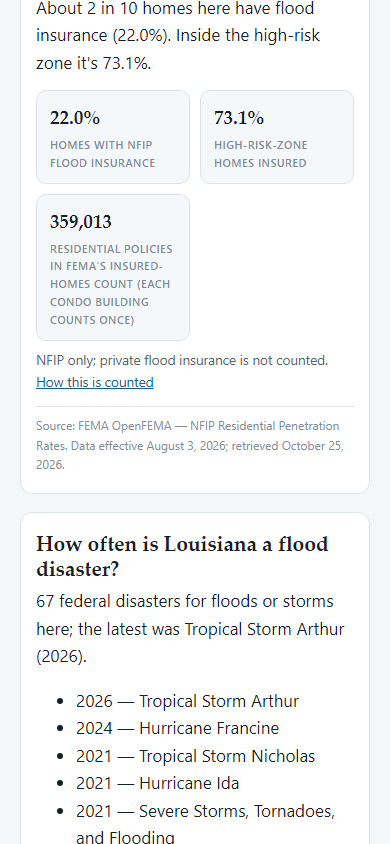 About 2 in 10 homes here have flood
insurance (22.0%). Inside the high-risk
zone it's 73.1%.
22.0%
HOMES WITH NFIP
FLOOD INSURANCE
73.1%
HIGH-RISK-ZONE
HOMES INSURED
359,013
RESIDENTIAL POLICIES
IN FEMA'S INSURED-
HOMES COUNT (EACH
CONDO BUILDING
COUNTS ONCE)
NFIP only; private flood insurance is not counted.
How this is counted
Source: FEMA OpenFEMA — NFIP Residential Penetration
Rates. Data effective August 3, 2026; retrieved October 25,
2026.
How often is Louisiana a flood
disaster?
67 federal disasters for floods or storms
here; the latest was Tropical Storm Arthur
(2026).
• 2026 — Tropical Storm Arthur
• 2024 — Hurricane Francine
• 2021 — Tropical Storm Nicholas
• 2021 — Hurricane Ida
• 2021 — Severe Storms, Tornadoes,
and Flooding